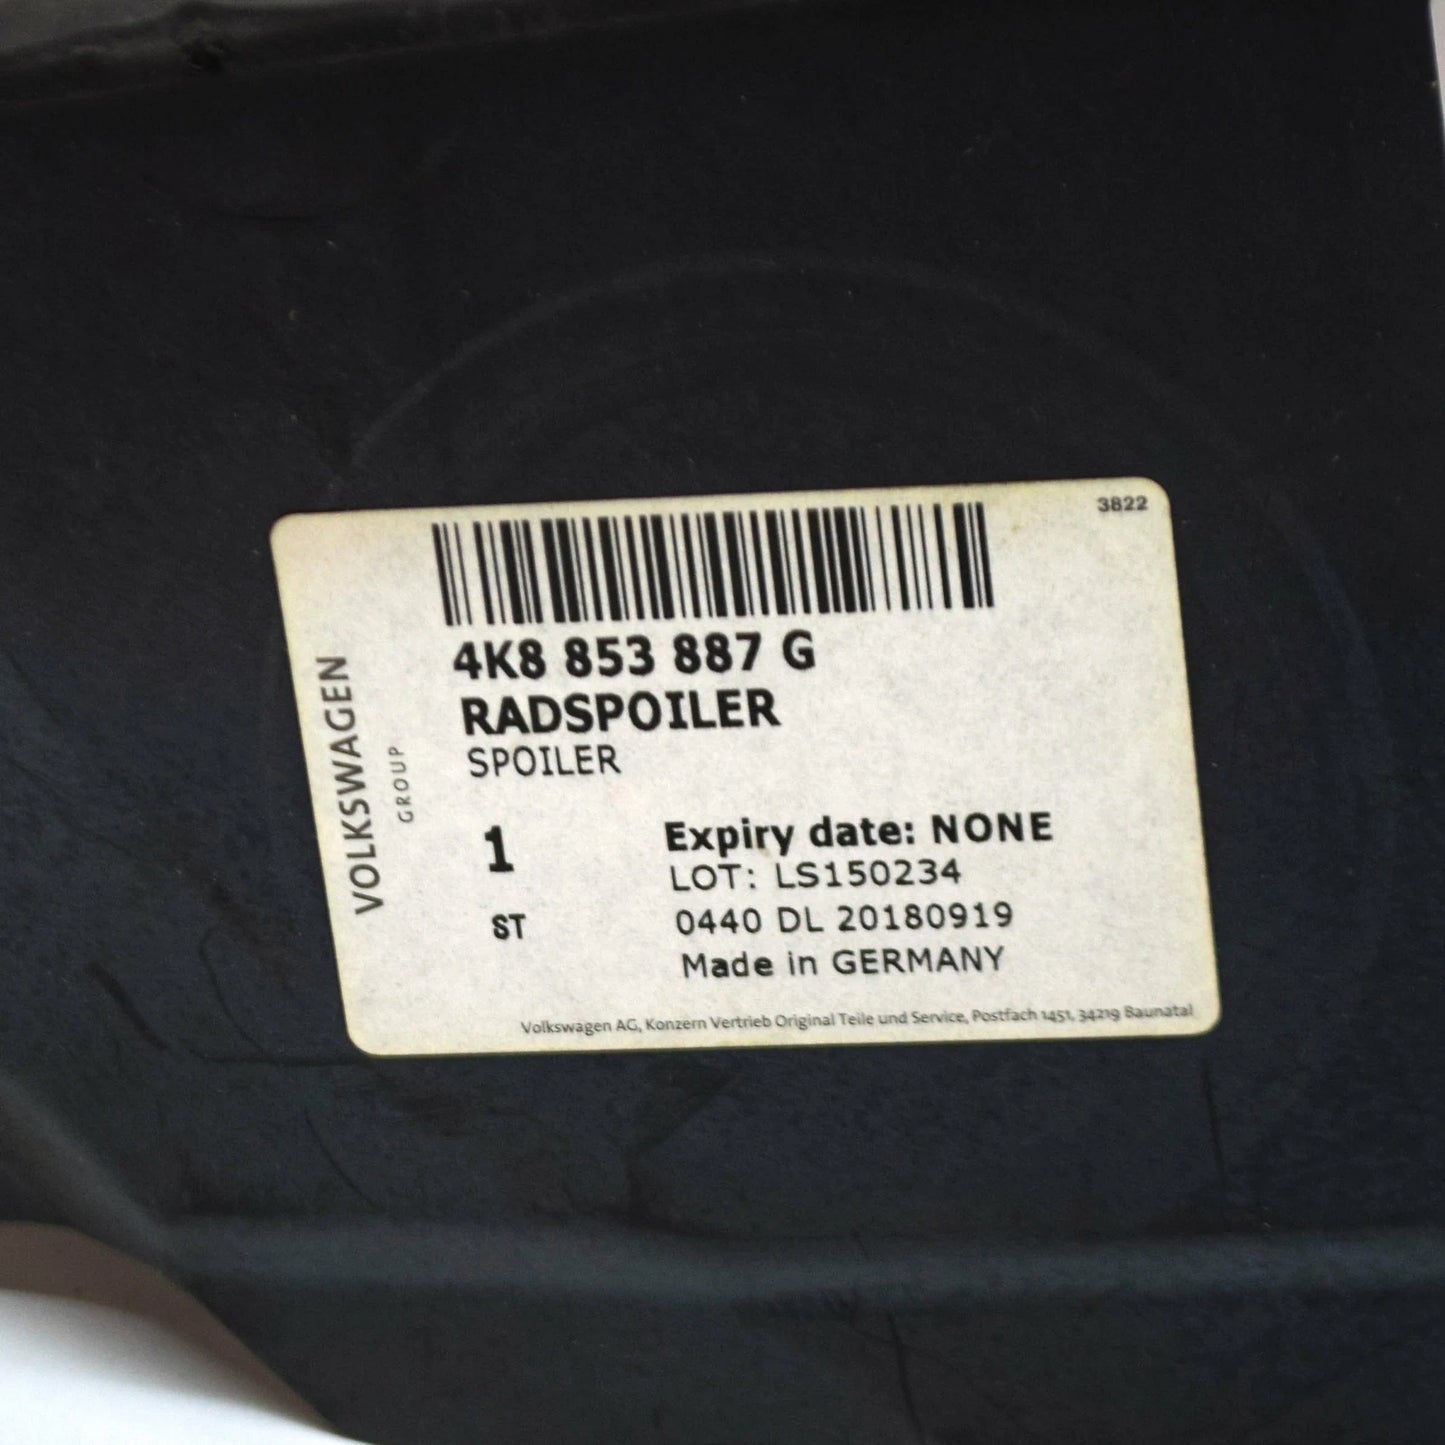 3822
4K8 853 887 G
RADSPOILER
SPOILER
VOLKSWAGEN
GROUP
1
ST
Expiry date: NONE
LOT: LS150234
0440 DL 20180919
Made in GERMANY
Volkswagen AG, Konzern Vertrieb Original Teile und Service, Postfach 1451, 34219 Baunatal